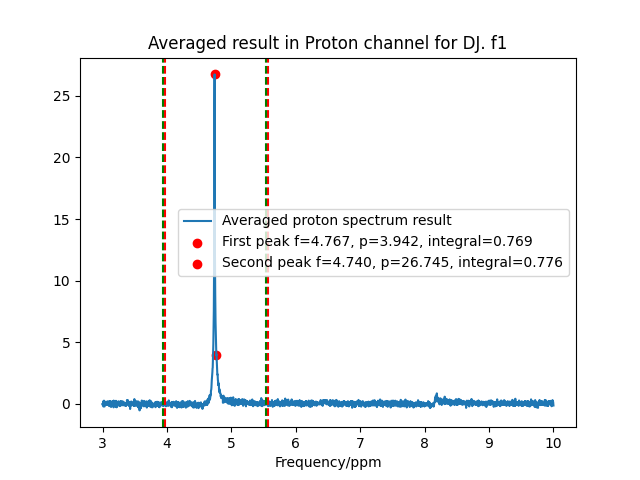 Averaged result in Proton channel for DJ. f1
25
20
15
10
5
0
Averaged proton spectrum result
First peak f=4.767, p=3.942, integral=0.769
Second peak f=4.740, p=26.745, integral=0.776
3 4 5 6 7 8 9 10
Frequency/ppm